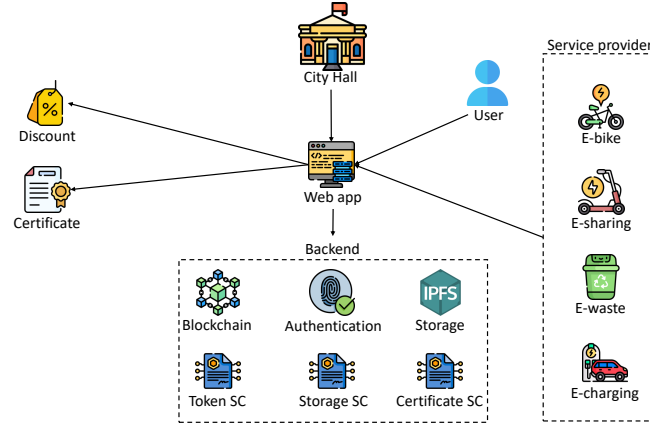 City Hall
Service provider
User
Discount
E-bike
Certificate
Web app
E-sharing
Backend
IPFS
Blockchain
Authentication
Storage
E-waste
Token SC
Storage SC
Certificate SC
E-charging